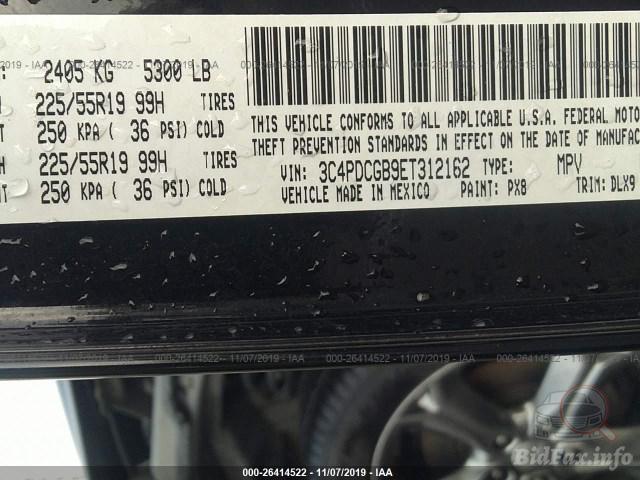 : 2405 KG 5300 LB
225/55R19 99H TIRES
250 KPA ( 36 PSI) COLD
H 225/55R19 99H TIRES
250 KPA ( 36 PSI) COLD
THIS VEHICLE CONFORMS TO ALL APPLICABLE U.S.A. FEDERAL MOTOR
THEFT PREVENTION STANDARDS IN EFFECT ON THE DATE OF MANUFAC
VIN: 3C4PDCGB9ET312162 TYPE: MPV
VEHICLE MADE IN MEXICO PAINT: PX8 TRIM: DLX9
000-26414522 -- 11/07/2019 -- IAA
BidFax.info